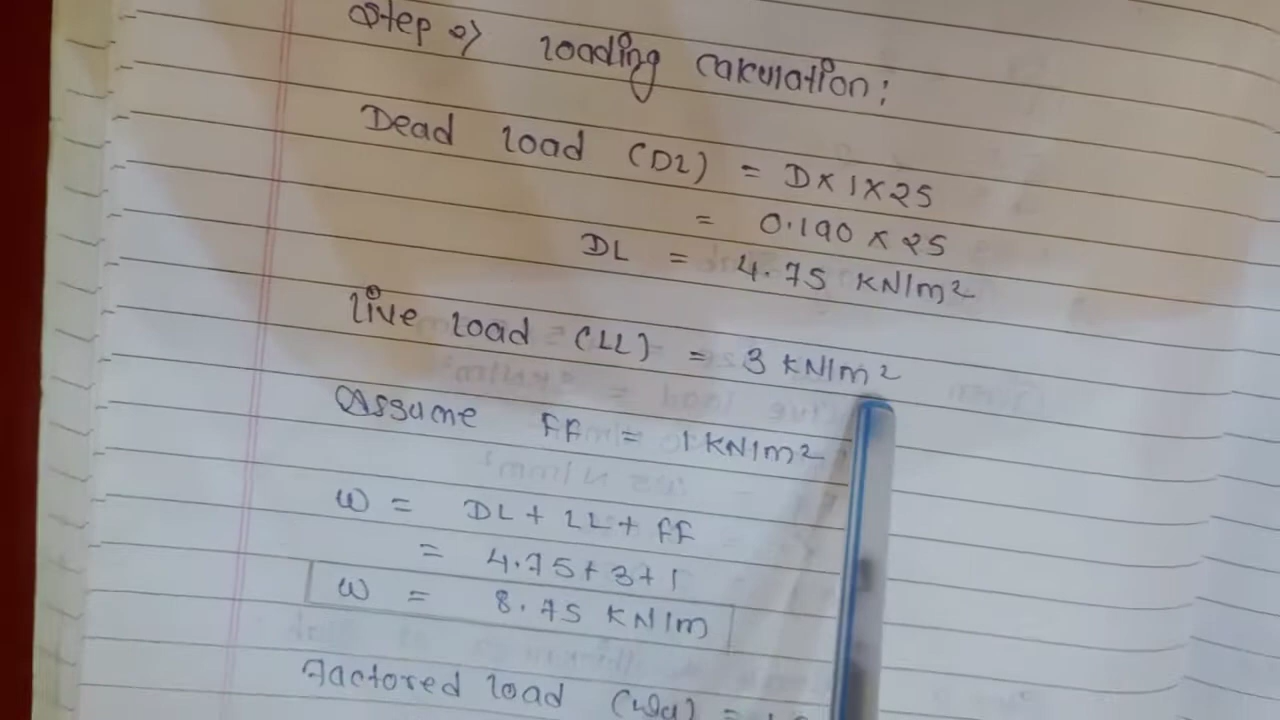 Step => loading calculation:
Dead load (DL) = D x 1 x 25
= 0.190 x 25
DL = 4.75 KN/m2
live load (LL) = 3 KN/m2
Assume FF = 1 KN/m2
W = DL + LL + FF
= 4.75 + 3 + 1
W = 8.75 KN/m
Factored load (Wu) =